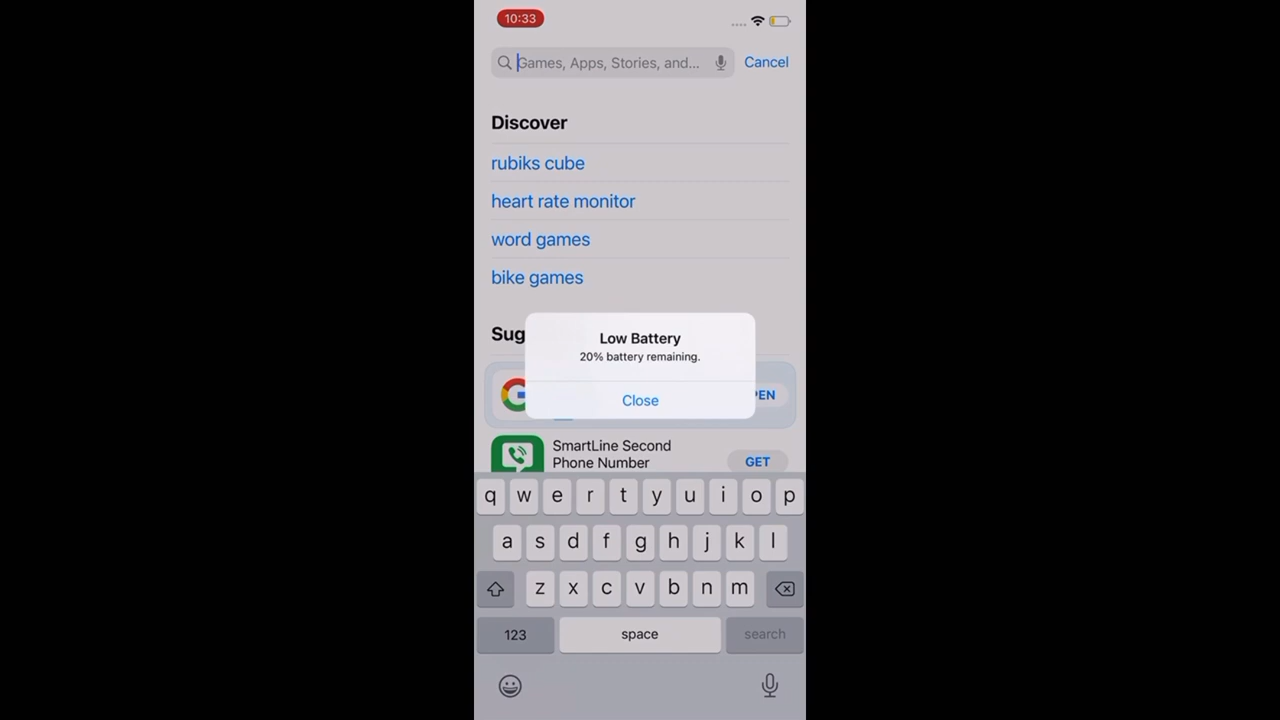 10:33
Games, Apps, Stories, and...
Cancel
Discover
rubiks cube
heart rate monitor
word games
bike games
Sug
Low Battery
20% battery remaining.
Close
PEN
SmartLine Second
Phone Number
GET
q w e r t y u i o p
a s d f g h j k l
z x c v b n m
123 space search